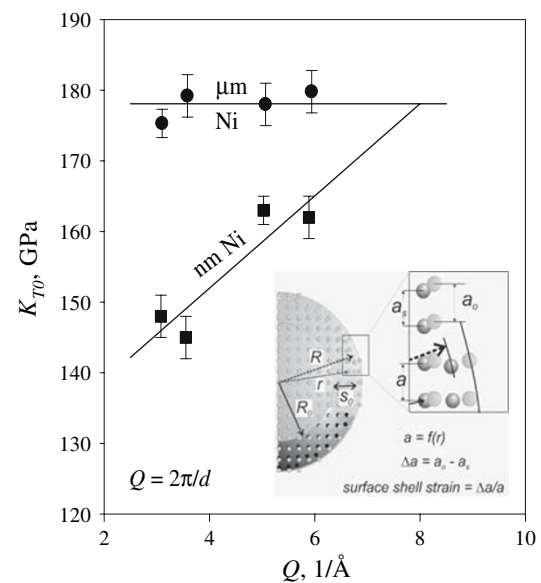 190
180
170
160
150
140
130
120
K_T0, GPa
μm
Ni
nm Ni
R
r
R_o
s_0
a_s
a_o
a
a = f(r)
Δa = a_o - a_s
surface shell strain = Δa/a
Q = 2π/d
2 4 6 8 10
Q, 1/Å